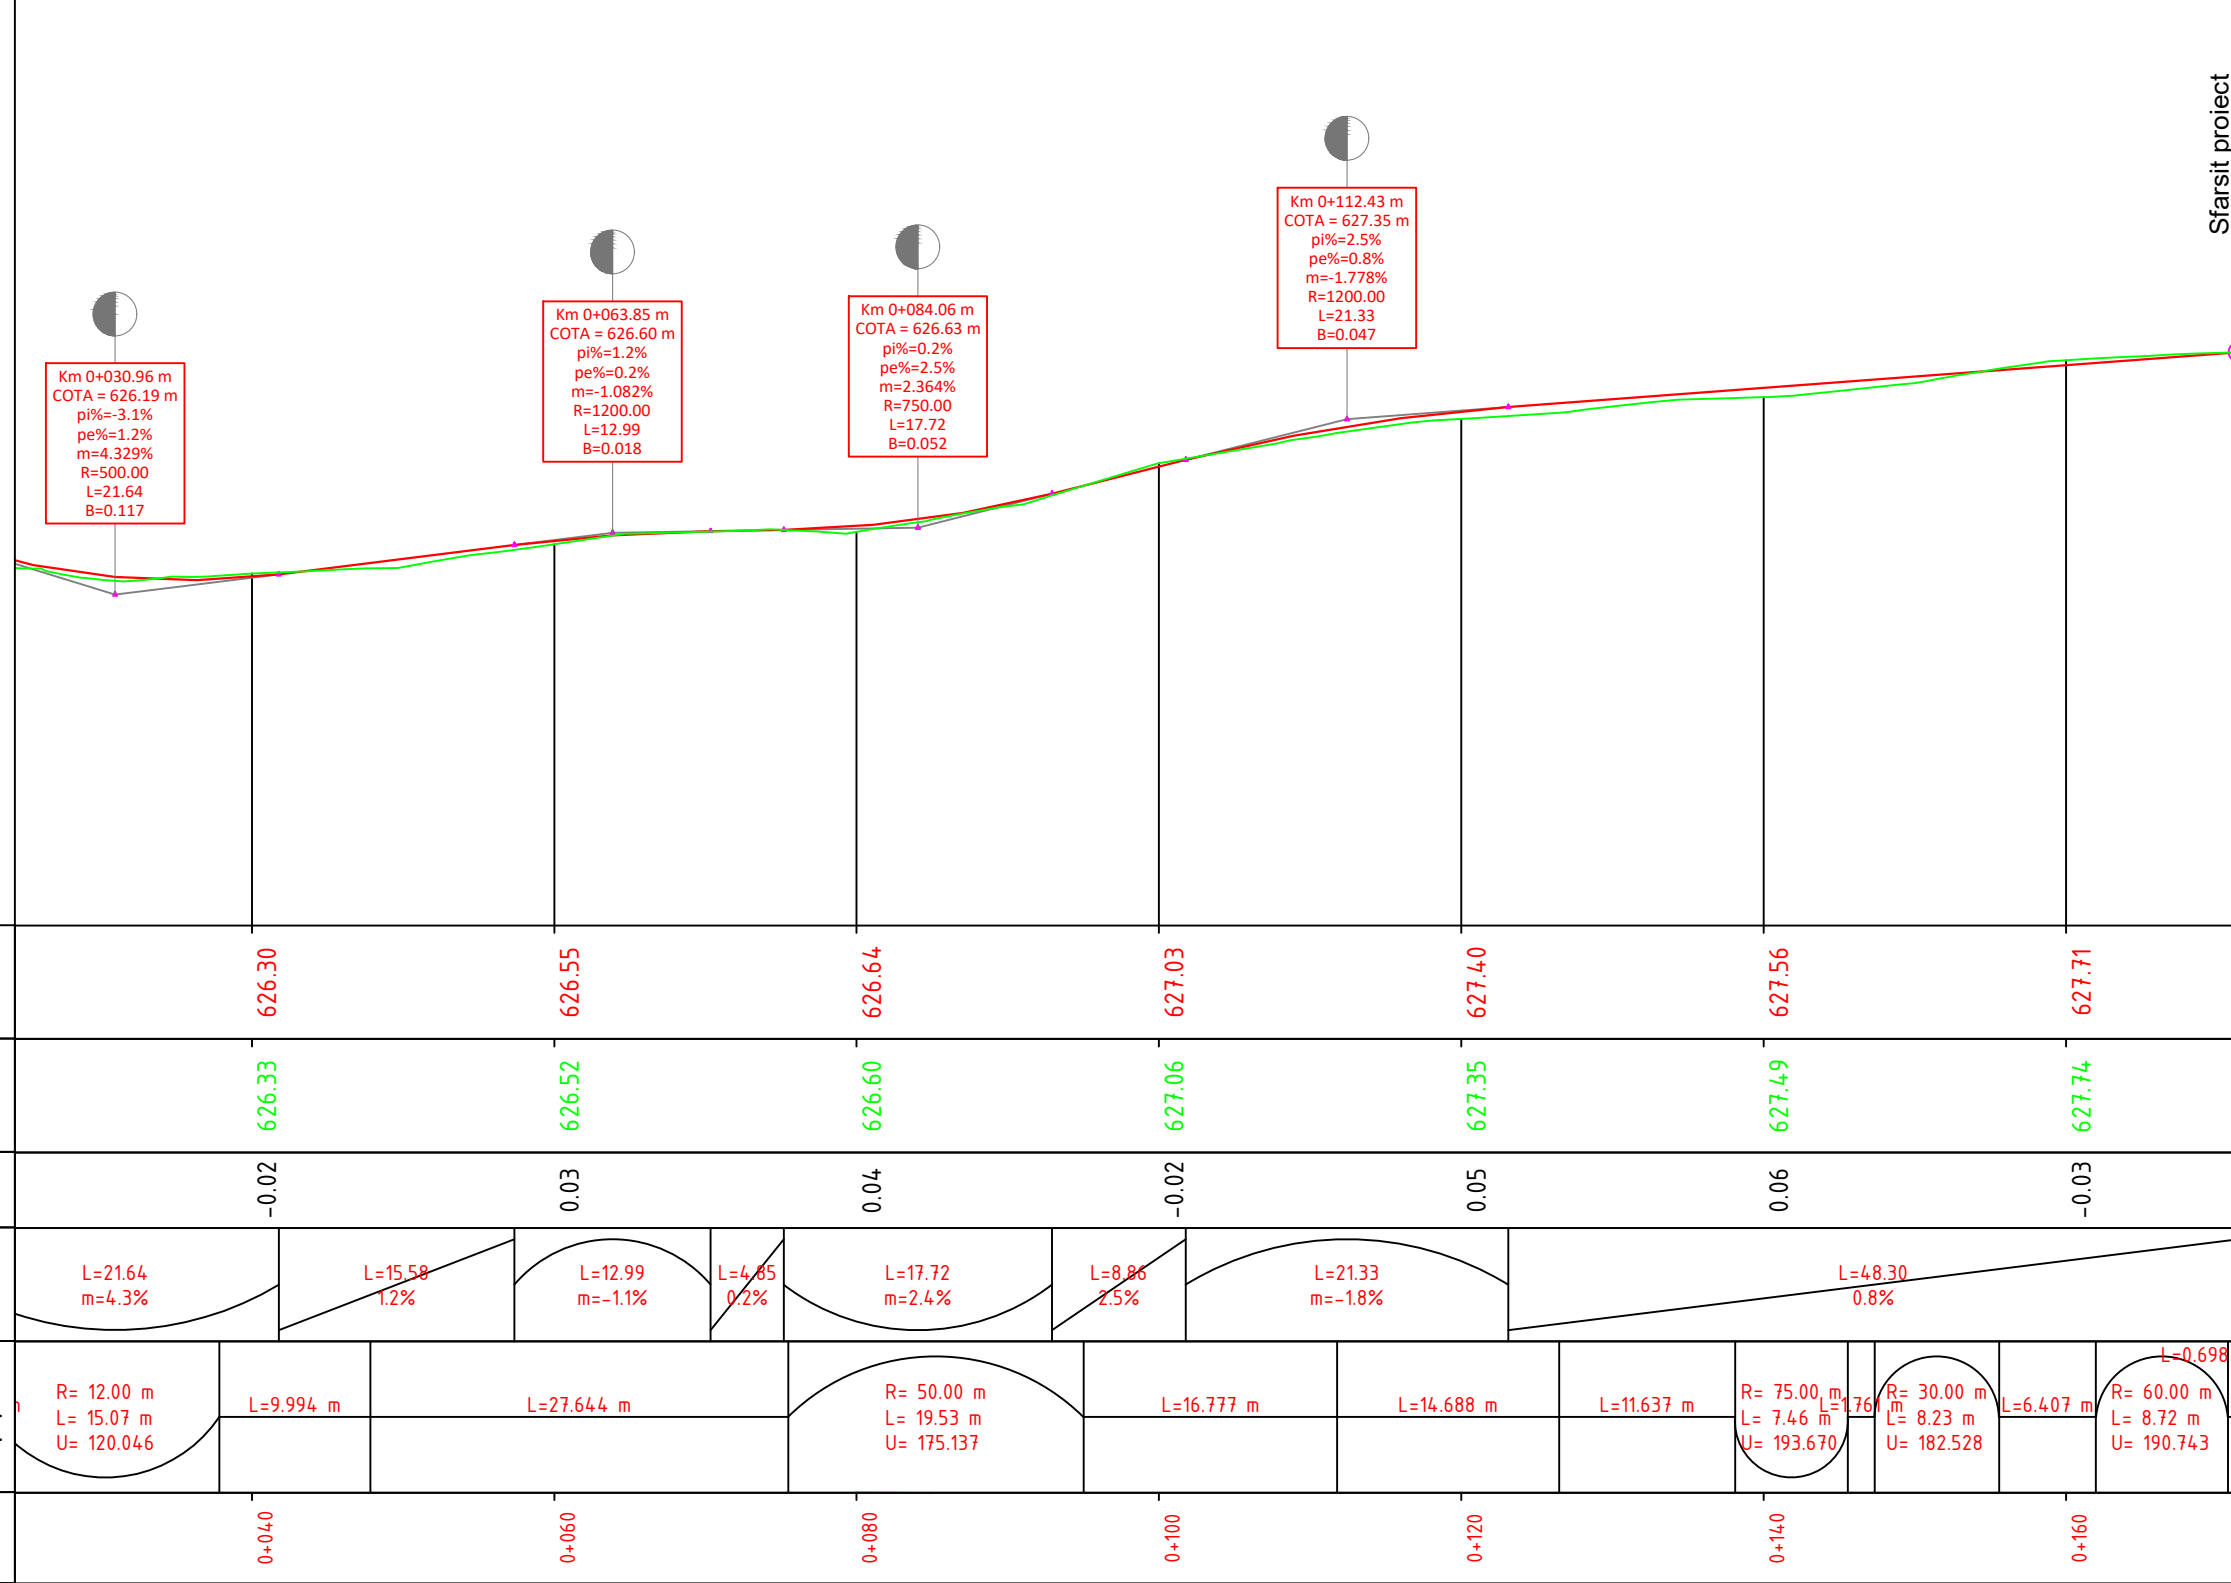 Sfarsit proiect
Km 0+030.96 m
COTA = 626.19 m
pi%=-3.1%
pe%=1.2%
m=4.329%
R=500.00
L=21.64
B=0.117
Km 0+063.85 m
COTA = 626.60 m
pi%=1.2%
pe%=0.2%
m=-1.082%
R=1200.00
L=12.99
B=0.018
Km 0+084.06 m
COTA = 626.63 m
pi%=0.2%
pe%=2.5%
m=2.364%
R=750.00
L=17.72
B=0.052
Km 0+112.43 m
COTA = 627.35 m
pi%=2.5%
pe%=0.8%
m=-1.778%
R=1200.00
L=21.33
B=0.047
626.30 626.55 626.64 627.03 627.40 627.56 627.71
626.33 626.52 626.60 627.06 627.35 627.49 627.74
-0.02 0.03 0.04 -0.02 0.05 0.06 -0.03
L=21.64
m=4.3%
L=15.58
1.2%
L=12.99
m=-1.1%
L=4.85
0.2%
L=17.72
m=2.4%
L=8.86
2.5%
L=21.33
m=-1.8%
L=48.30
0.8%
R= 12.00 m
L= 15.07 m
U= 120.046
L=9.994 m
L=27.644 m
R= 50.00 m
L= 19.53 m
U= 175.137
L=16.777 m
L=14.688 m
L=11.637 m
R= 75.00 m
L= 7.46 m
U= 193.670
R= 30.00 m
L= 8.23 m
U= 182.528
L=6.407 m
R= 60.00 m
L= 8.72 m
U= 190.743
L=0.698
0+040 0+060 0+080 0+100 0+120 0+140 0+160